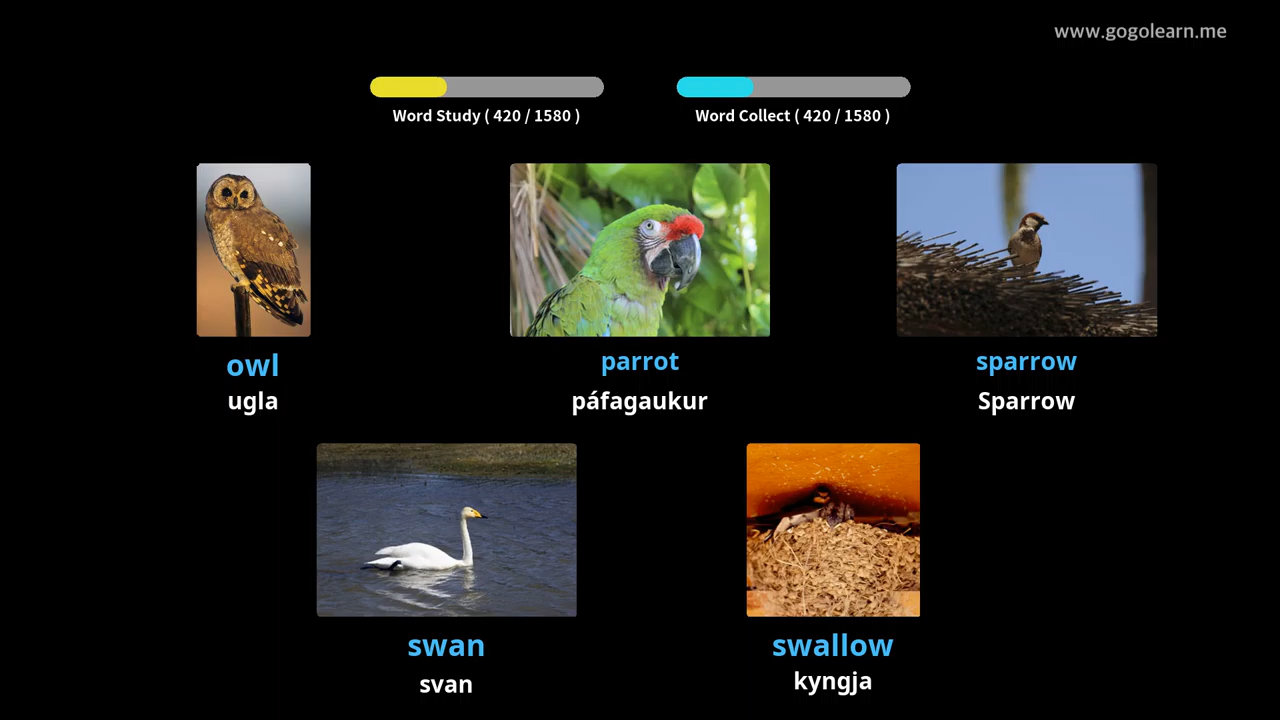 www.gogolearn.me
Word Study ( 420 / 1580 )
Word Collect ( 420 / 1580 )
owl
ugla
parrot
páfagaukur
sparrow
Sparrow
swan
svan
swallow
kyngja